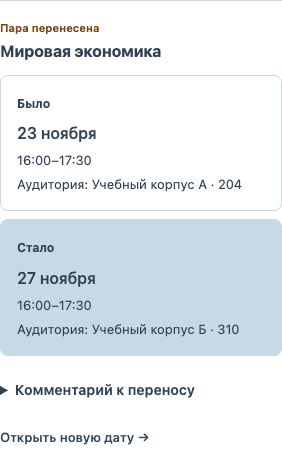 Пара перенесена
Мировая экономика
Было
23 ноября
16:00–17:30
Аудитория: Учебный корпус А · 204
Стало
27 ноября
16:00–17:30
Аудитория: Учебный корпус Б · 310
▸ Комментарий к переносу
Открыть новую дату →